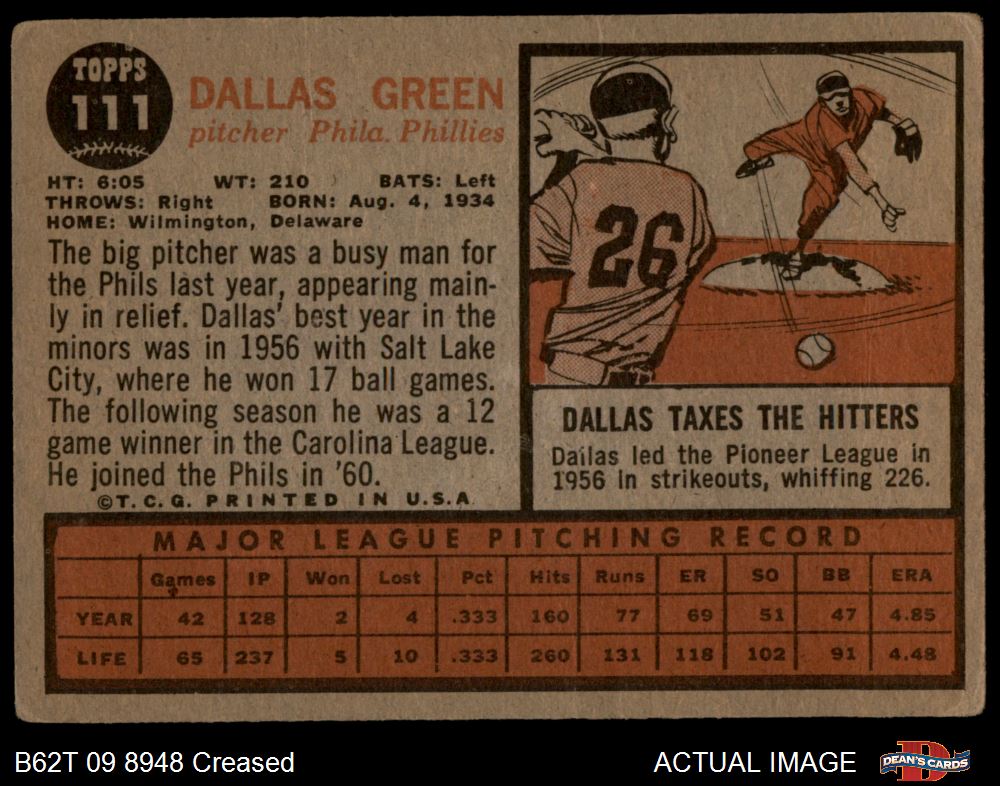 TOPPS
111
DALLAS GREEN
pitcher Phila. Phillies
HT: 6:05 WT: 210 BATS: Left
THROWS: Right BORN: Aug. 4, 1934
HOME: Wilmington, Delaware
The big pitcher was a busy man for
the Phils last year, appearing main-
ly in relief. Dallas' best year in the
minors was in 1956 with Salt Lake
City, where he won 17 ball games.
The following season he was a 12
game winner in the Carolina League.
He joined the Phils in '60.
©T.C.G. PRINTED IN U.S.A.
26
DALLAS TAXES THE HITTERS
Dallas led the Pioneer League in
1956 in strikeouts, whiffing 226.
MAJOR LEAGUE PITCHING RECORD
Games IP Won Lost Pct Hits Runs ER SO BB ERA
YEAR 42 128 2 4 .333 160 77 69 51 47 4.85
LIFE 65 237 5 10 .333 260 131 118 102 91 4.48
B62T 09 8948 Creased ACTUAL IMAGE
DEAN'S CARDS